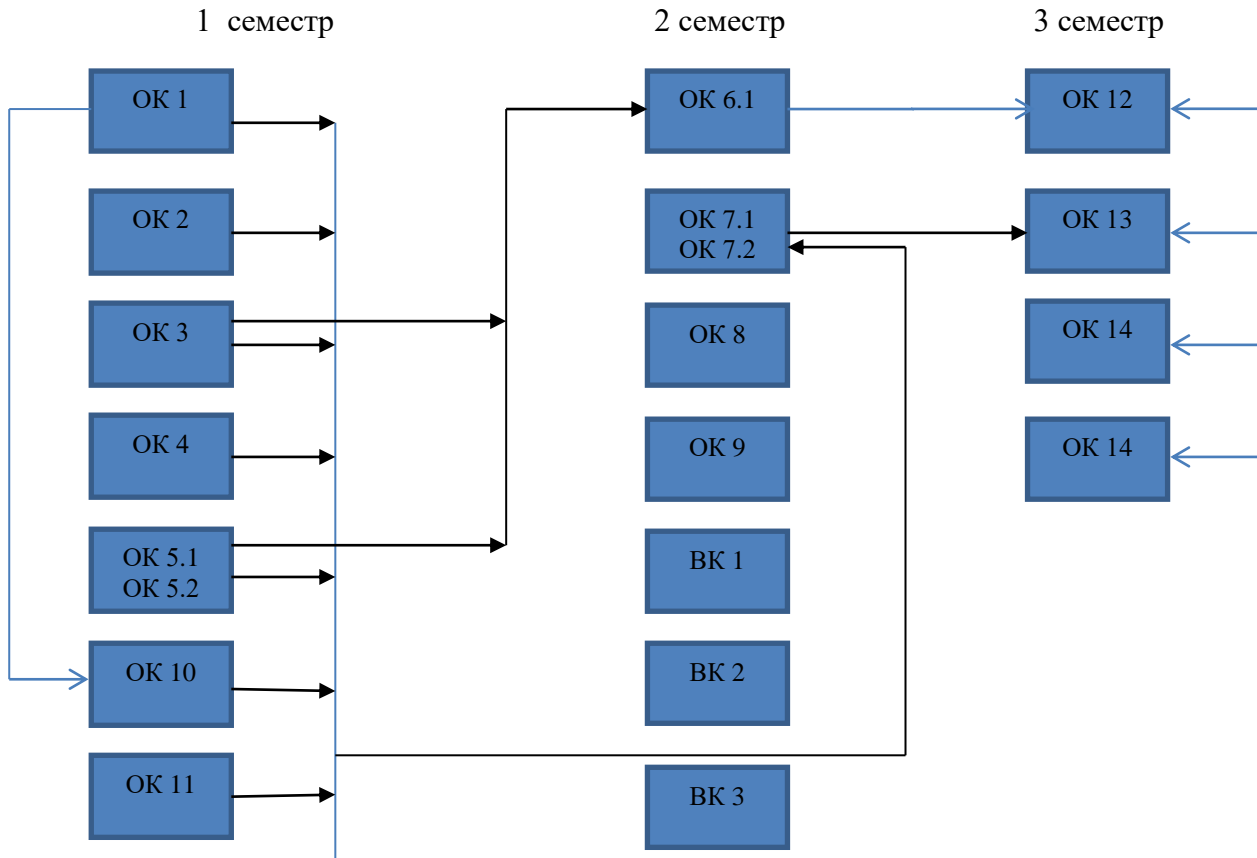 1 семестр
2 семестр
3 семестр
ОК 1
ОК 6.1
ОК 12
ОК 2
ОК 7.1
ОК 7.2
ОК 13
ОК 3
ОК 8
ОК 14
ОК 4
ОК 9
ОК 14
ОК 5.1
ОК 5.2
ВК 1
ОК 10
ВК 2
ОК 11
ВК 3